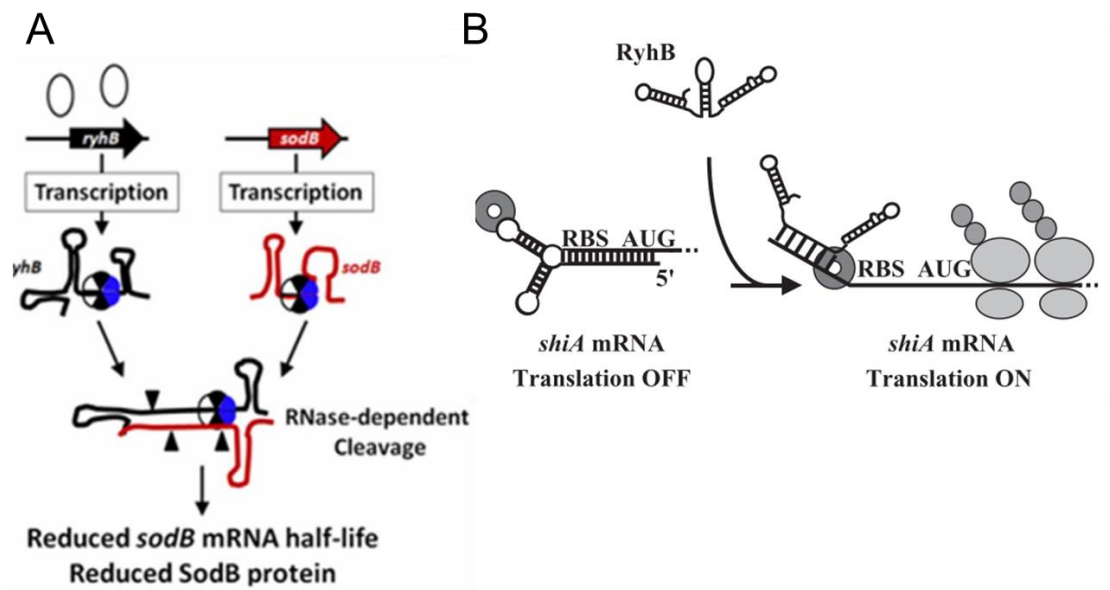 A
ryhB
sodB
Transcription
Transcription
yhB
sodB
RNase-dependent
Cleavage
Reduced sodB mRNA half-life
Reduced SodB protein
B
RyhB
RBS AUG
5'
shiA mRNA
Translation OFF
RBS AUG
shiA mRNA
Translation ON